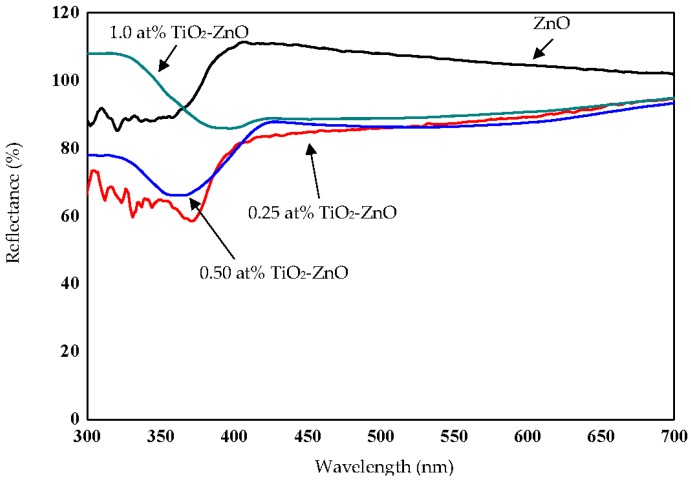 120
100
80
60
40
20
0
Reflectance (%)
1.0 at% TiO2-ZnO
ZnO
0.25 at% TiO2-ZnO
0.50 at% TiO2-ZnO
300 350 400 450 500 550 600 650 700
Wavelength (nm)